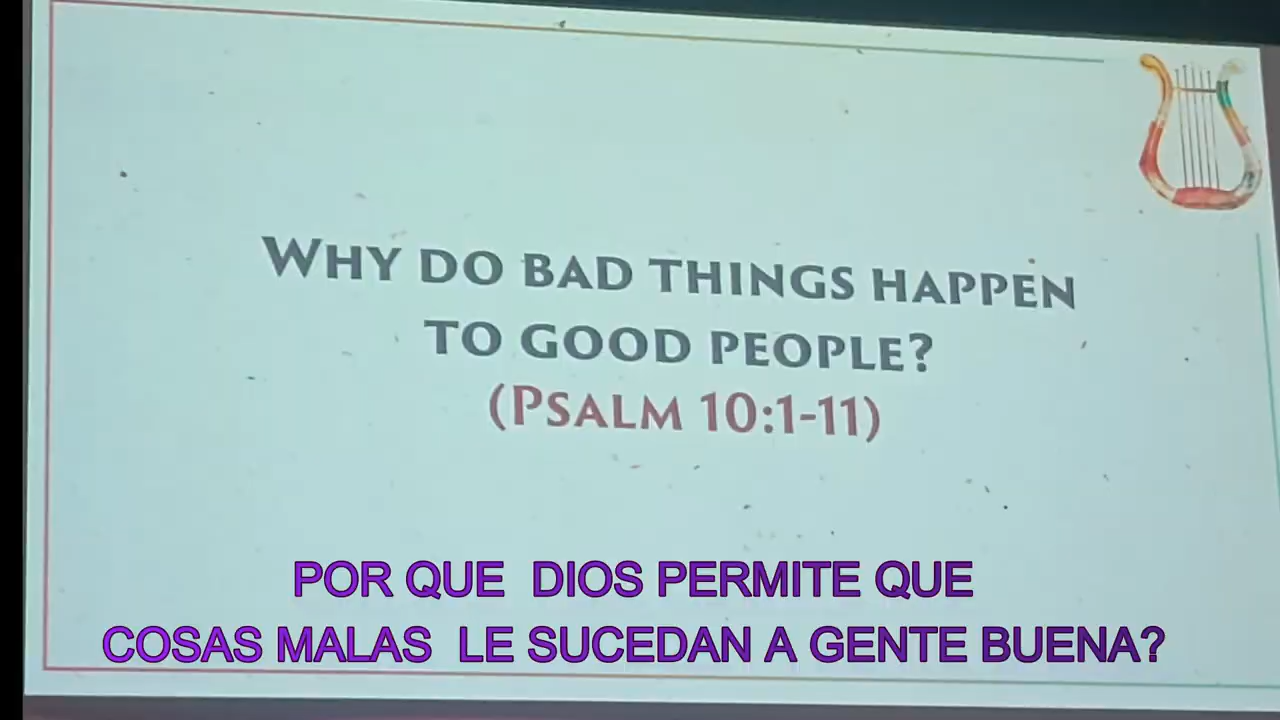 WHY DO BAD THINGS HAPPEN
TO GOOD PEOPLE?
(PSALM 10:1-11)
POR QUE DIOS PERMITE QUE
COSAS MALAS LE SUCEDAN A GENTE BUENA?